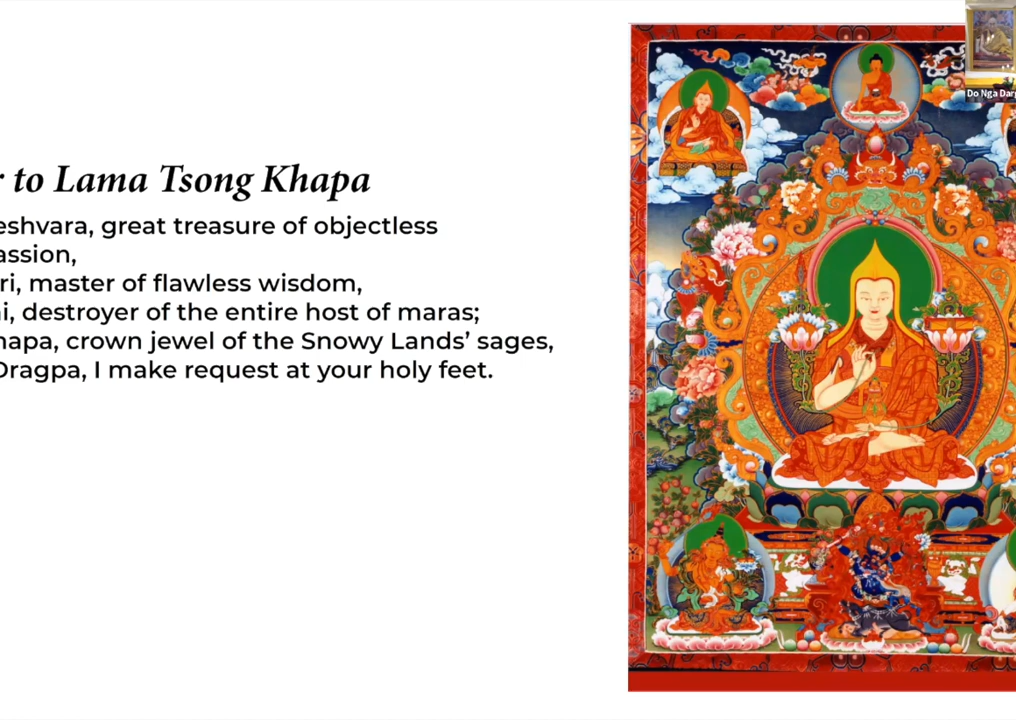 r to Lama Tsong Khapa
eshvara, great treasure of objectless
assion,
ri, master of flawless wisdom,
i, destroyer of the entire host of maras;
hapa, crown jewel of the Snowy Lands’ sages,
Dragpa, I make request at your holy feet.
Do Nga Darg